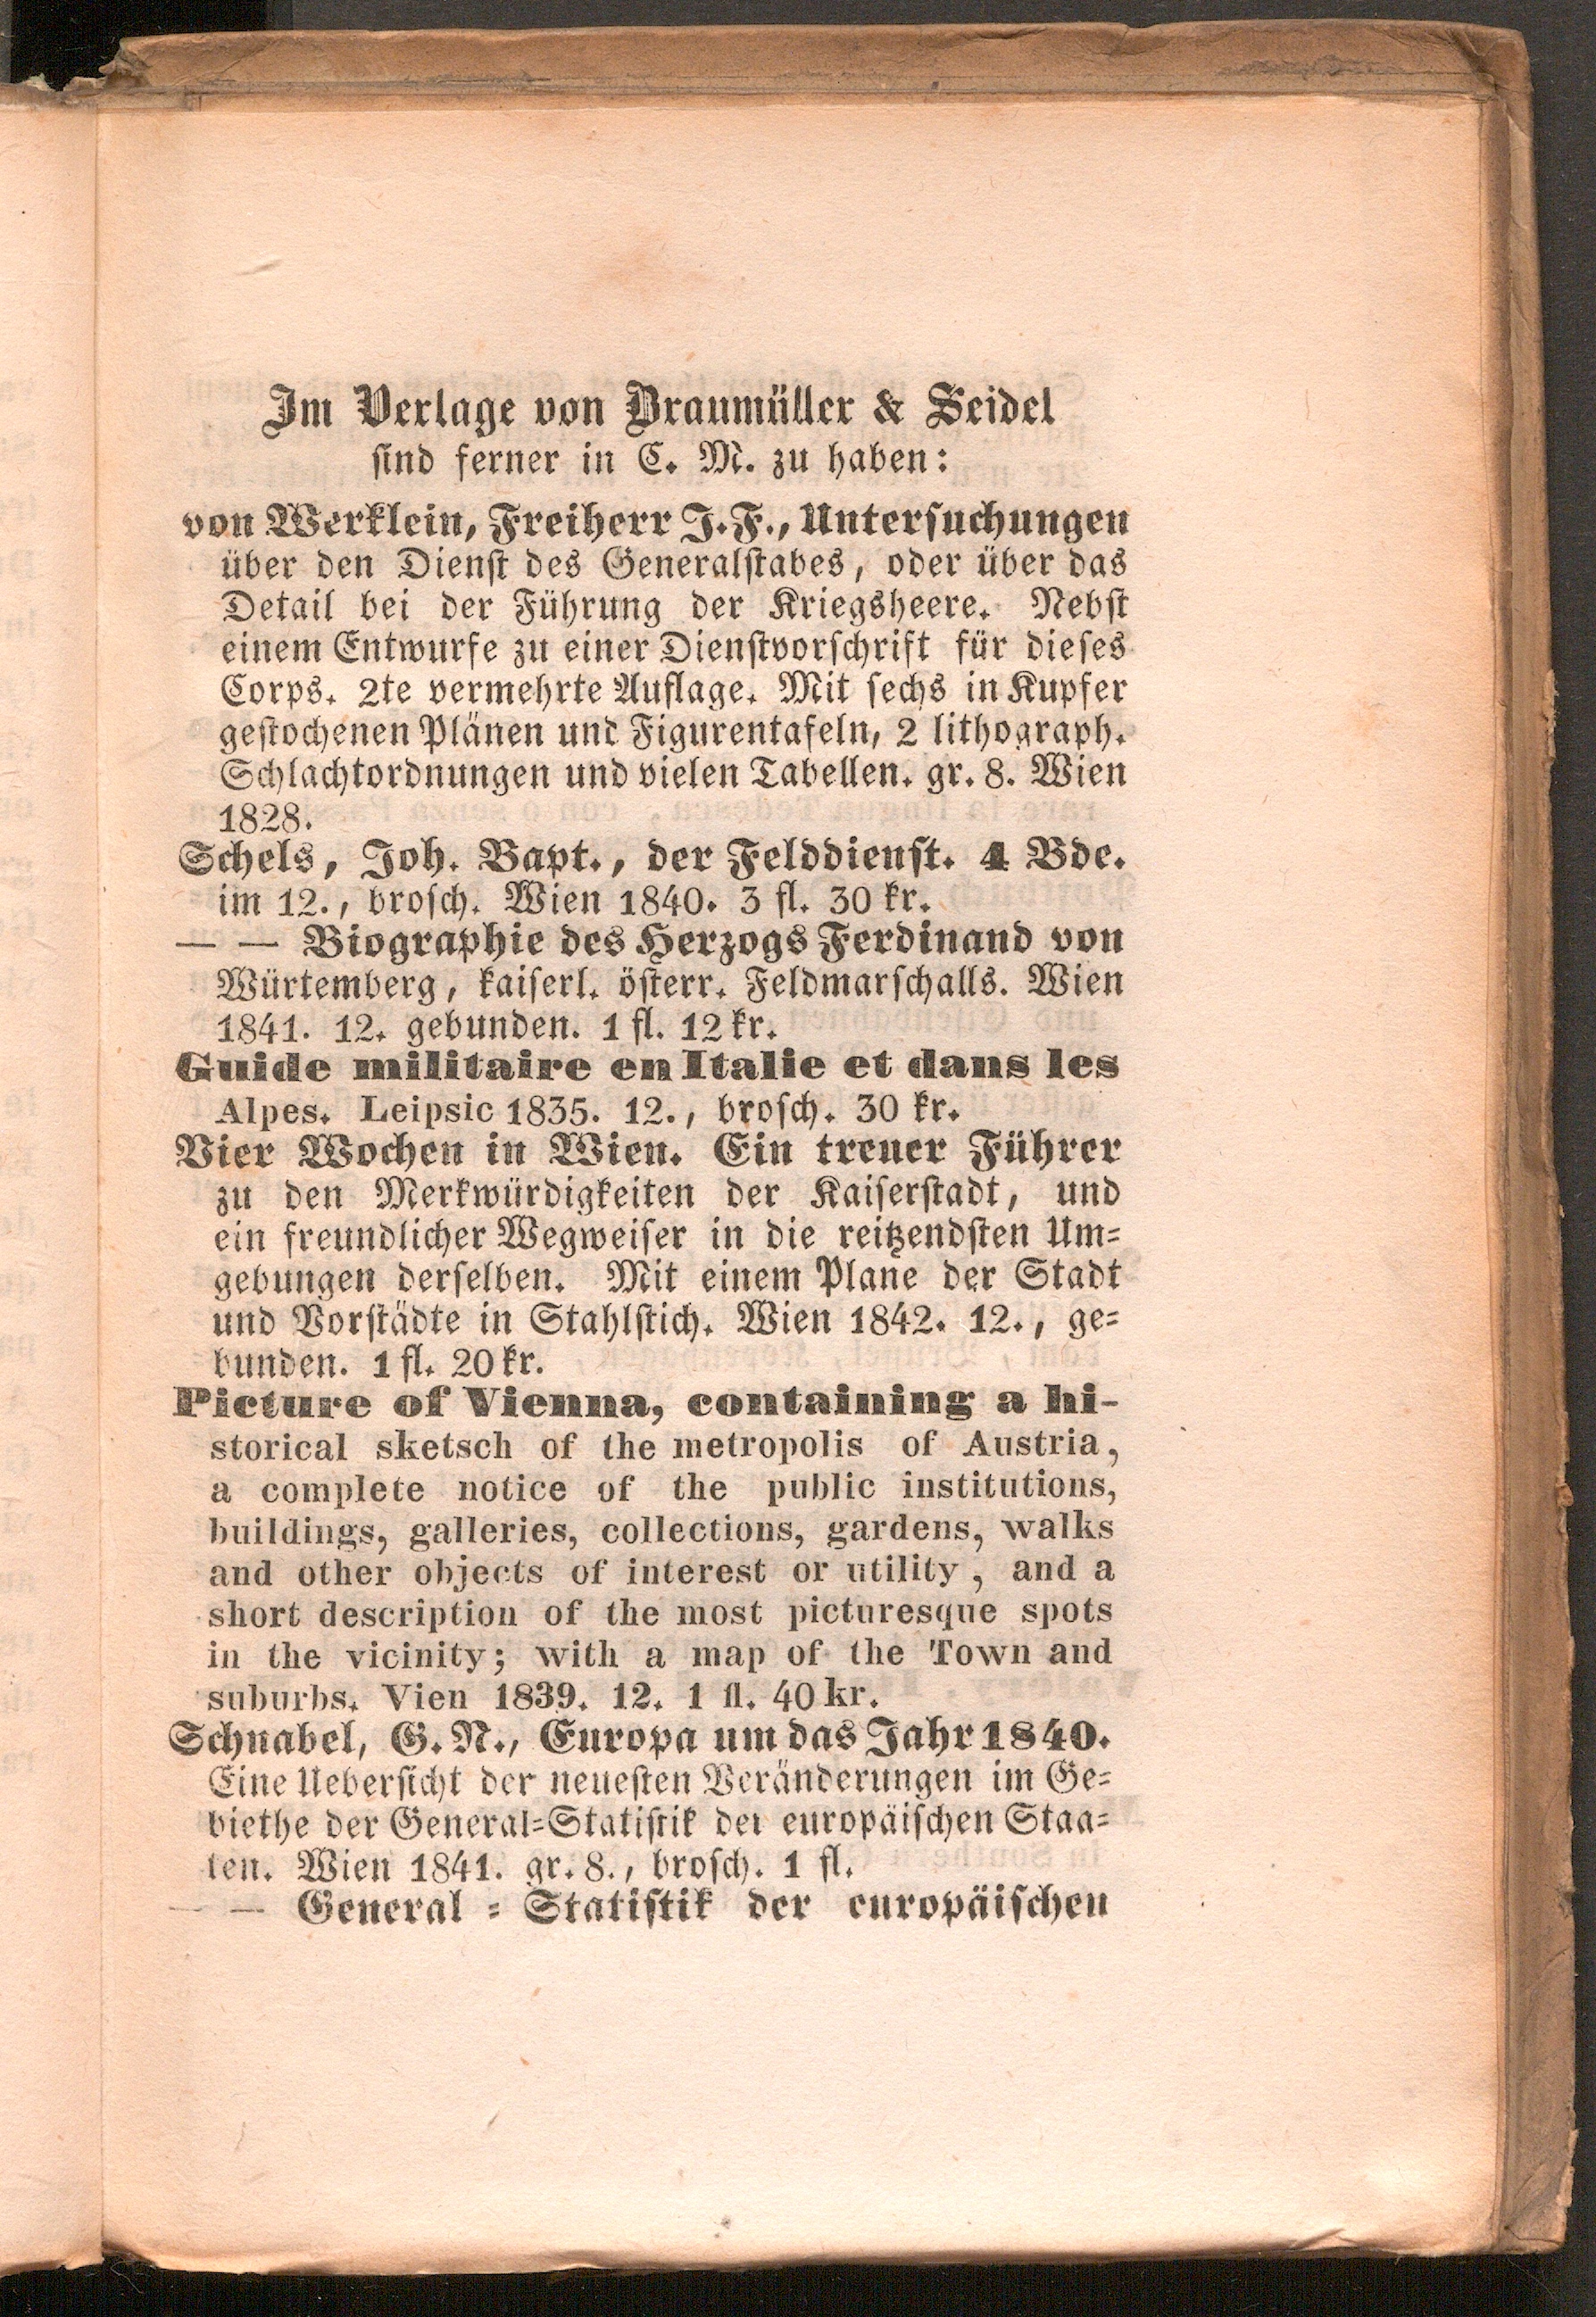 Im Verlage von Braumüller & Seidel
sind ferner in C. M. zu haben:
von Werklein, Freiherr J. F., Untersuchungen
über den Dienst des Generalstabes, oder über das
Detail bei der Führung der Kriegsheere. Nebst
einem Entwurfe zu einer Dienstvorschrift für dieses
Corps. 2te vermehrte Auflage. Mit sechs in Kupfer
gestochenen Plänen und Figurentafeln, 2 lithograph.
Schlachtordnungen und vielen Tabellen. gr. 8. Wien
1828.
Schels, Joh. Bapt., der Felddienst. 4 Bde.
im 12., brosch. Wien 1840. 3 fl. 30 kr.
— — Biographie des Herzogs Ferdinand von
Würtemberg, kaiserl. österr. Feldmarschalls. Wien
1841. 12. gebunden. 1 fl. 12 kr.
Guide militaire en Italie et dans les
Alpes. Leipsic 1835. 12., brosch. 30 kr.
Vier Wochen in Wien. Ein treuer Führer
zu den Merkwürdigkeiten der Kaiserstadt, und
ein freundlicher Wegweiser in die reitzendsten Um-
gebungen derselben. Mit einem Plane der Stadt
und Vorstädte in Stahlstich. Wien 1842. 12., ge-
bunden. 1 fl. 20 kr.
Picture of Vienna, containing a hi-
storical sketsch of the metropolis of Austria,
a complete notice of the public institutions,
buildings, galleries, collections, gardens, walks
and other objects of interest or utility, and a
short description of the most picturesque spots
in the vicinity; with a map of the Town and
suburbs. Vien 1839. 12. 1 fl. 40 kr.
Schnabel, G. N., Europa um das Jahr 1840.
Eine Uebersicht der neuesten Veränderungen im Ge-
biethe der General-Statistik der europäischen Staa-
ten. Wien 1841. gr. 8., brosch. 1 fl.
— — General-Statistik der europäischen